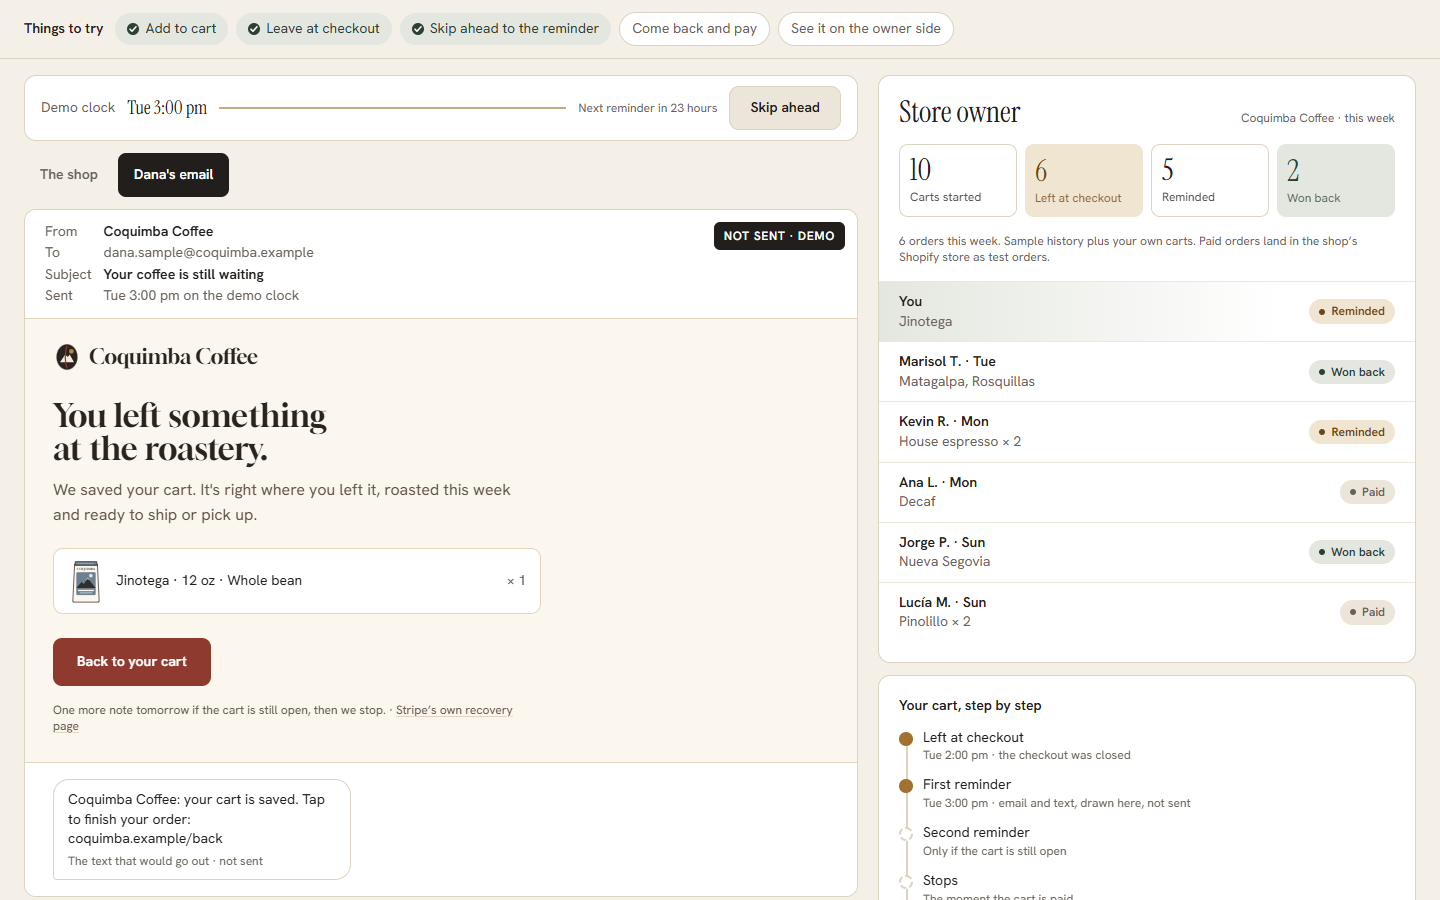 Things to try
Add to cart
Leave at checkout
Skip ahead to the reminder
Come back and pay
See it on the owner side
Demo clock
Tue 3:00 pm
Next reminder in 23 hours
Skip ahead
The shop
Dana's email
From Coquimba Coffee
To dana.sample@coquimba.example
Subject Your coffee is still waiting
Sent Tue 3:00 pm on the demo clock
NOT SENT · DEMO
Coquimba Coffee
You left something
at the roastery.
We saved your cart. It's right where you left it, roasted this week
and ready to ship or pick up.
Jinotega · 12 oz · Whole bean × 1
Back to your cart
One more note tomorrow if the cart is still open, then we stop. · Stripe's own recovery
page
Coquimba Coffee: your cart is saved. Tap
to finish your order:
coquimba.example/back
The text that would go out · not sent
Store owner
Coquimba Coffee · this week
10
Carts started
6
Left at checkout
5
Reminded
2
Won back
6 orders this week. Sample history plus your own carts. Paid orders land in the shop's
Shopify store as test orders.
You
Jinotega
Reminded
Marisol T. · Tue
Matagalpa, Rosquillas
Won back
Kevin R. · Mon
House espresso × 2
Reminded
Ana L. · Mon
Decaf
Paid
Jorge P. · Sun
Nueva Segovia
Won back
Lucía M. · Sun
Pinolillo × 2
Paid
Your cart, step by step
Left at checkout
Tue 2:00 pm · the checkout was closed
First reminder
Tue 3:00 pm · email and text, drawn here, not sent
Second reminder
Only if the cart is still open
Stops
The moment the cart is paid